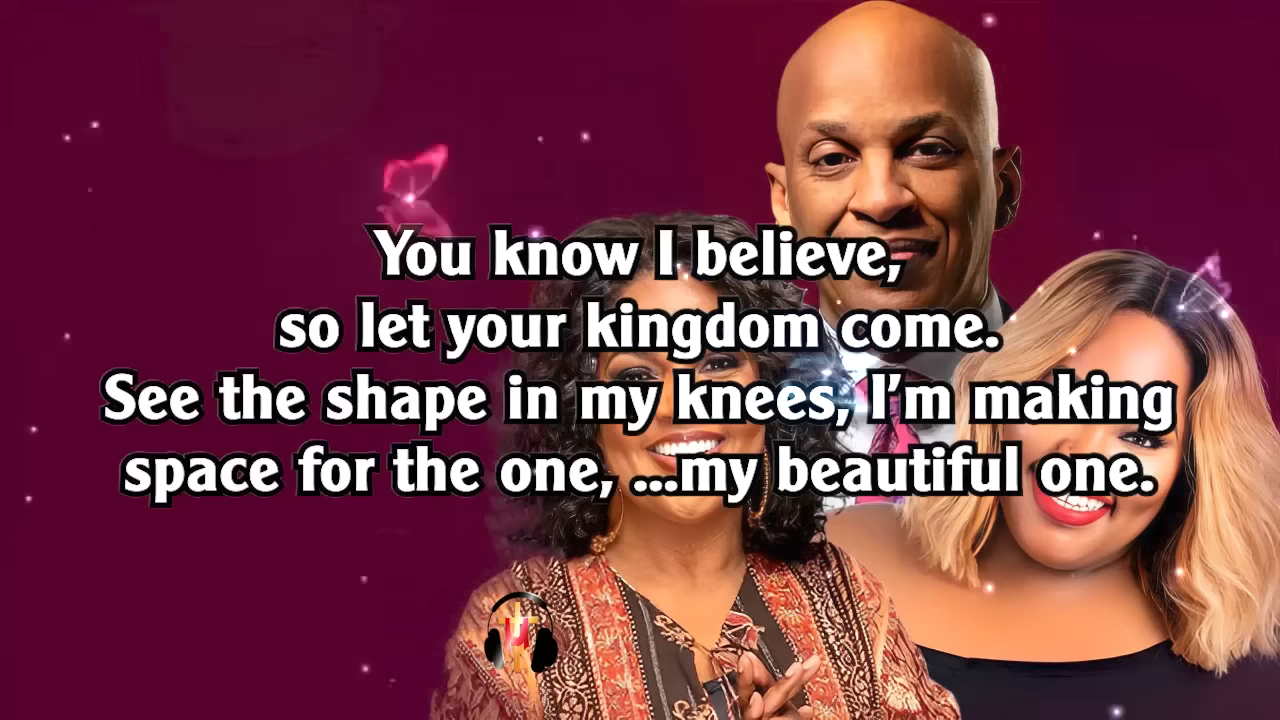 You know I believe,
so let your kingdom come.
See the shape in my knees, I'm making
space for the one, ...my beautiful one.